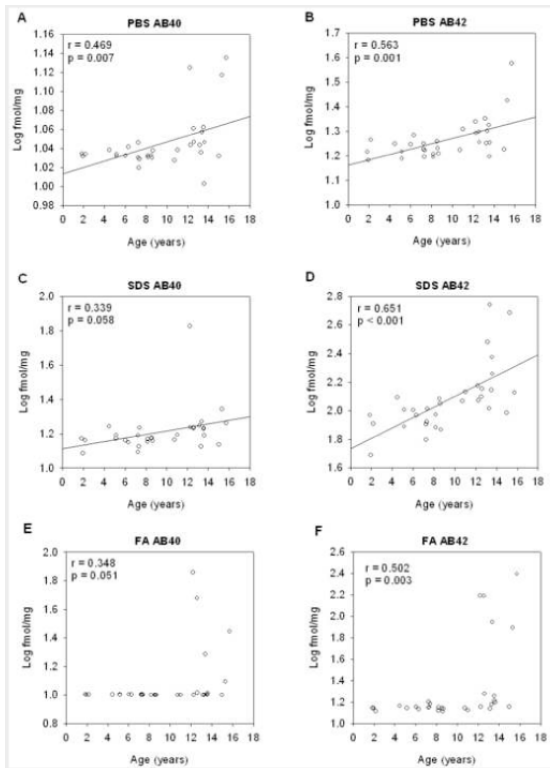 A
PBS AB40
r = 0.469
p = 0.007
Log fmol/mg
1.16
1.14
1.12
1.10
1.08
1.06
1.04
1.02
1.00
0.98
0 2 4 6 8 10 12 14 16 18
Age (years)
B
PBS AB42
r = 0.563
p = 0.001
Log fmol/mg
1.7
1.6
1.5
1.4
1.3
1.2
1.1
1.0
0 2 4 6 8 10 12 14 16 18
Age (years)
C
SDS AB40
r = 0.339
p = 0.058
Log fmol/mg
2.0
1.8
1.6
1.4
1.2
1.0
0 2 4 6 8 10 12 14 16 18
Age (years)
D
SDS AB42
r = 0.651
p < 0.001
Log fmol/mg
2.8
2.6
2.4
2.2
2.0
1.8
1.6
0 2 4 6 8 10 12 14 16 18
Age (years)
E
FA AB40
r = 0.348
p = 0.051
Log fmol/mg
2.0
1.8
1.6
1.4
1.2
1.0
0.8
0 2 4 6 8 10 12 14 16 18
Age (years)
F
FA AB42
r = 0.502
p = 0.003
Log fmol/mg
2.6
2.4
2.2
2.0
1.8
1.6
1.4
1.2
1.0
0 2 4 6 8 10 12 14 16 18
Age (years)